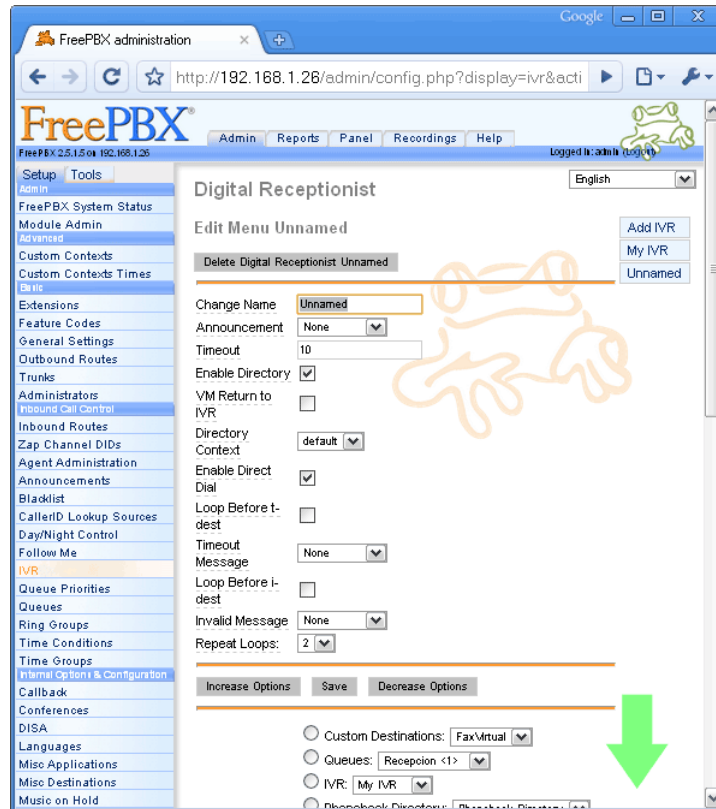 Google
FreePBX administration
http://192.168.1.26/admin/config.php?display=ivr&acti
FreePBX®
Admin Reports Panel Recordings Help
FreePBX 2.5.1.5 on 192.168.1.26
Logged in: admin (Logout)
Setup Tools
English
Admin
FreePBX System Status
Module Admin
Advanced
Custom Contexts
Custom Contexts Times
Basic
Extensions
Feature Codes
General Settings
Outbound Routes
Trunks
Administrators
Inbound Call Control
Inbound Routes
Zap Channel DIDs
Agent Administration
Announcements
Blacklist
CallerID Lookup Sources
Day/Night Control
Follow Me
IVR
Queue Priorities
Queues
Ring Groups
Time Conditions
Time Groups
Internal Options & Configuration
Callback
Conferences
DISA
Languages
Misc Applications
Misc Destinations
Music on Hold
Digital Receptionist
Edit Menu Unnamed
Add IVR
My IVR
Unnamed
Delete Digital Receptionist Unnamed
Change Name Unnamed
Announcement None
Timeout 10
Enable Directory
VM Return to
IVR
Directory
Context
default
Enable Direct
Dial
Loop Before t-
dest
Timeout
Message
None
Loop Before i-
dest
Invalid Message None
Repeat Loops: 2
Increase Options Save Decrease Options
Custom Destinations: FaxVirtual
Queues: Recepcion <1>
IVR: My IVR
Phonebook Directory: Phonebook Directory